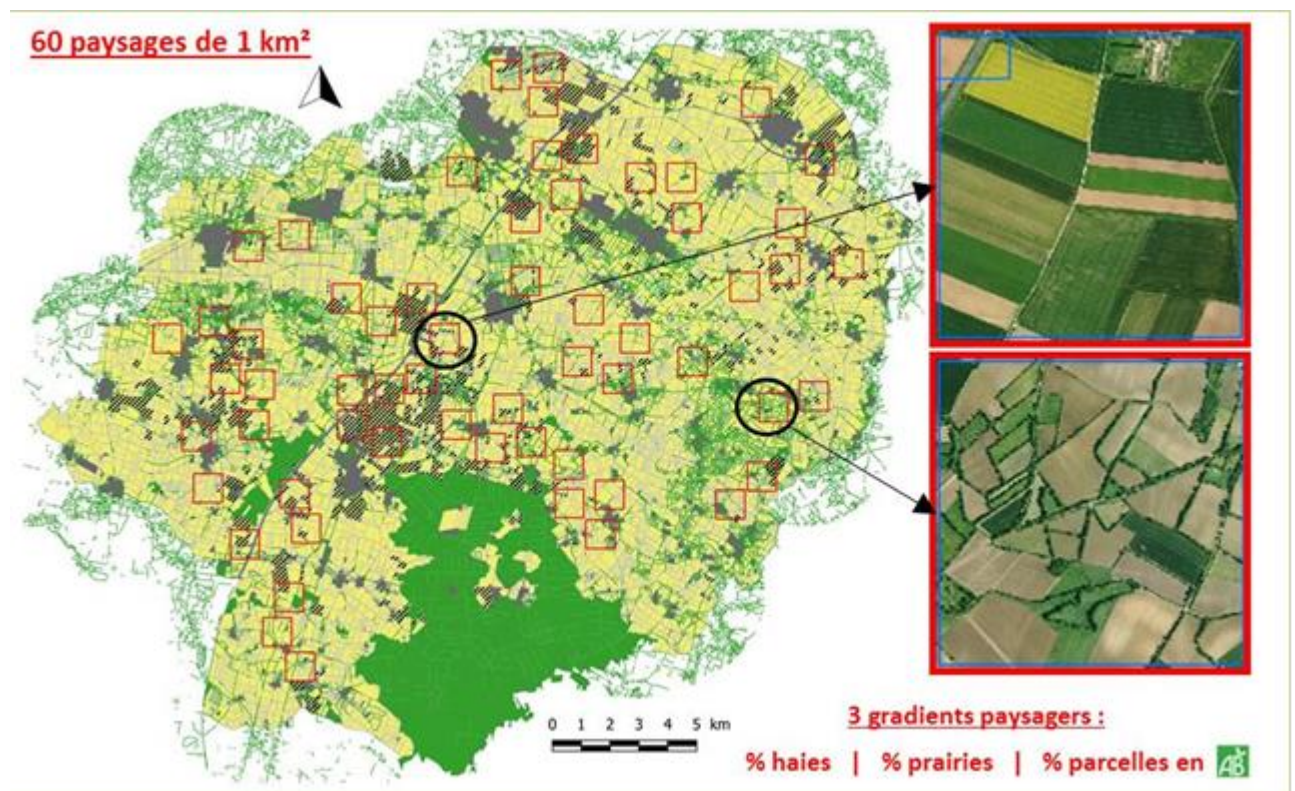 60 paysages de 1 km²
0 1 2 3 4 5 km
3 gradients paysagers :
% haies | % prairies | % parcelles en AB